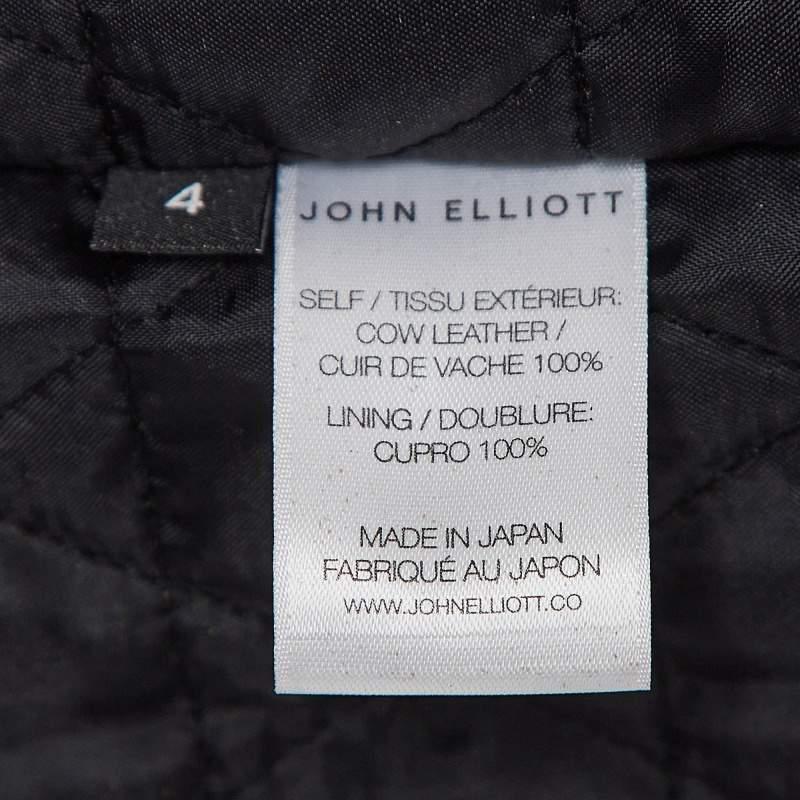 4
JOHN ELLIOTT
SELF / TISSU EXTÉRIEUR:
COW LEATHER /
CUIR DE VACHE 100%
LINING / DOUBLURE:
CUPRO 100%
MADE IN JAPAN
FABRIQUÉ AU JAPON
WWW.JOHNELLIOTT.CO